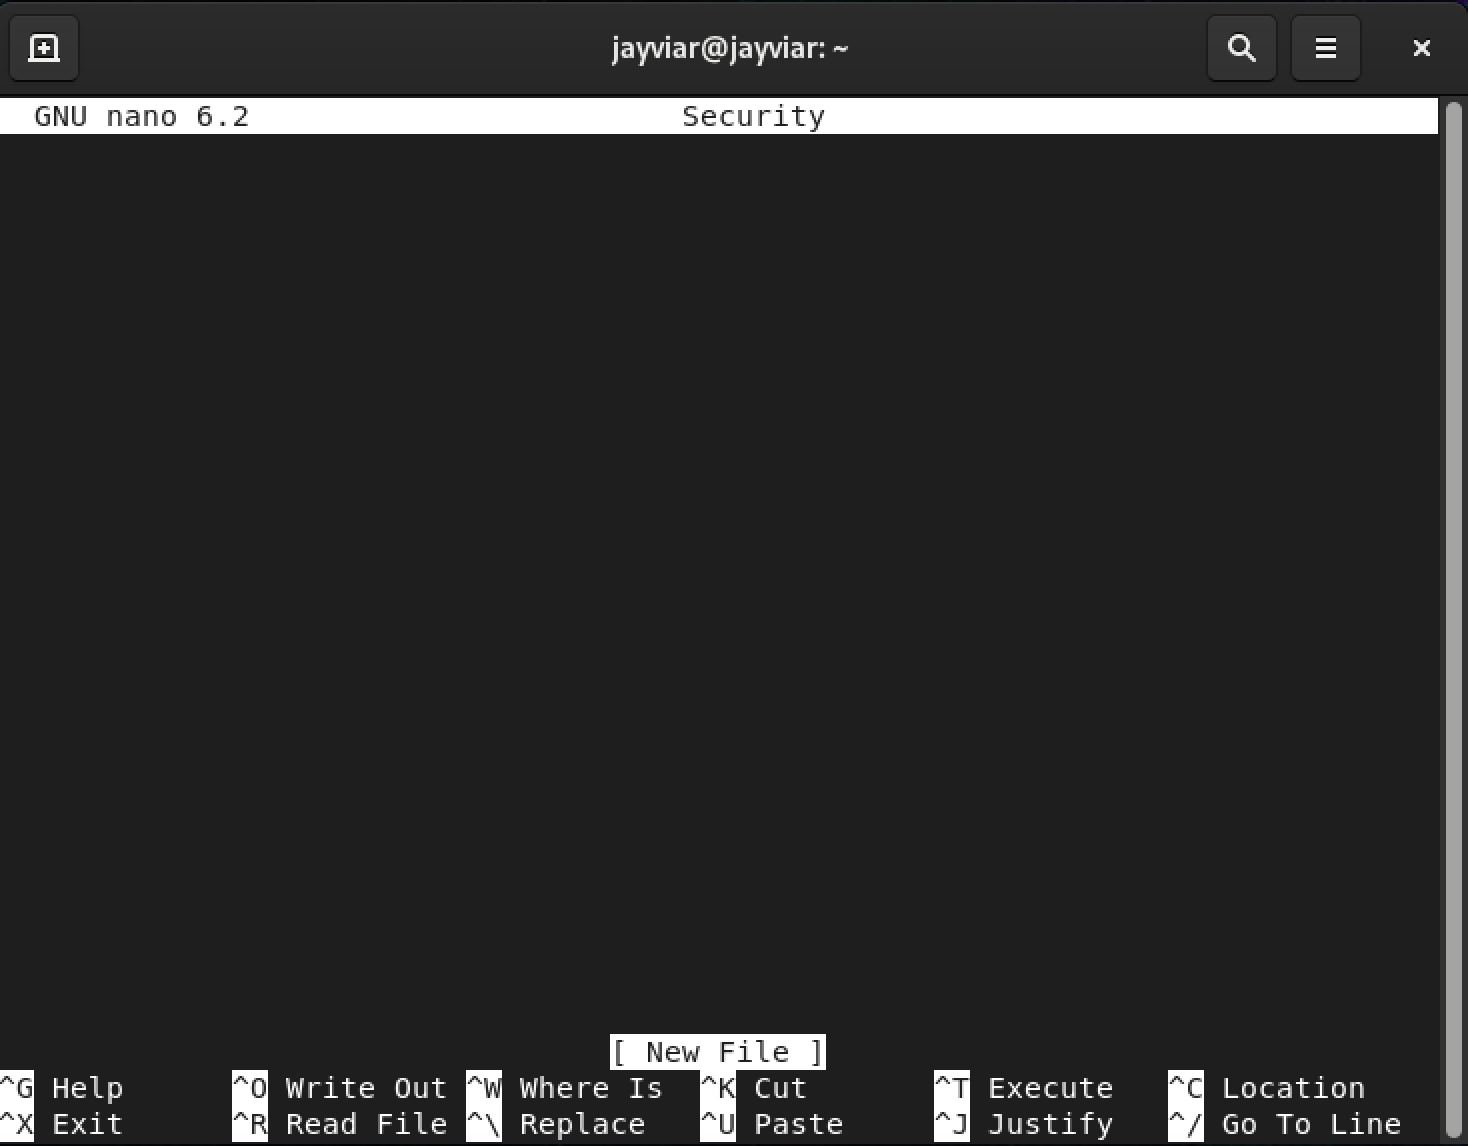 jayviar@jayviar: ~
GNU nano 6.2 Security
[ New File ]
^G Help ^O Write Out ^W Where Is ^K Cut ^T Execute ^C Location
^X Exit ^R Read File ^\ Replace ^U Paste ^J Justify ^/ Go To Line